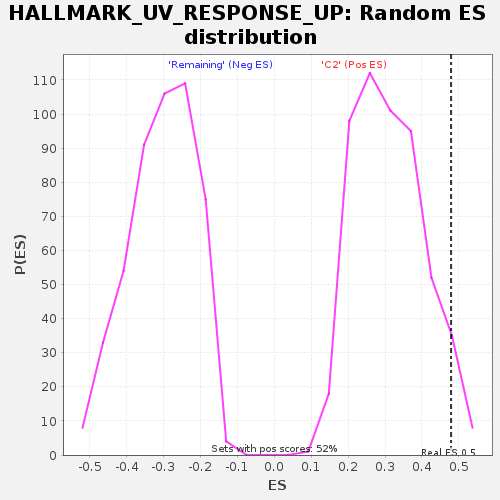 HALLMARK_UV_RESPONSE_UP: Random ES
distribution
'Remaining' (Neg ES)
'C2' (Pos ES)
110
100
90
80
70
60
50
40
30
20
10
0
P(ES)
Sets with pos scores: 52%
Real ES 0.5
-0.5 -0.4 -0.3 -0.2 -0.1 0.0 0.1 0.2 0.3 0.4 0.5
ES